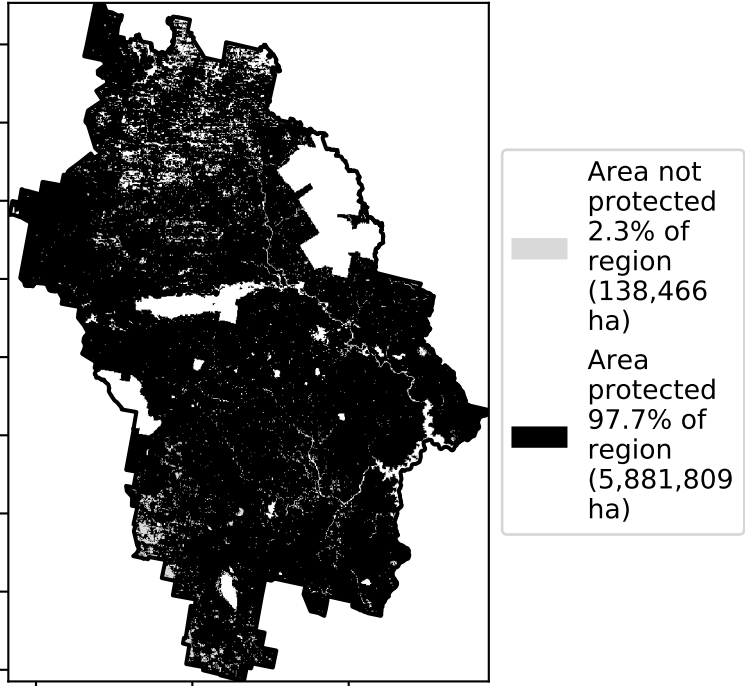 Area not
protected
2.3% of
region
(138,466
ha)
Area
protected
97.7% of
region
(5,881,809
ha)